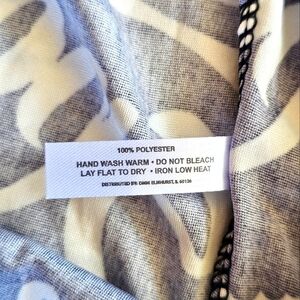 100% POLYESTER
HAND WASH WARM • DO NOT BLEACH
LAY FLAT TO DRY • IRON LOW HEAT
DISTRIBUTED BY: ELMHURST, IL 60126